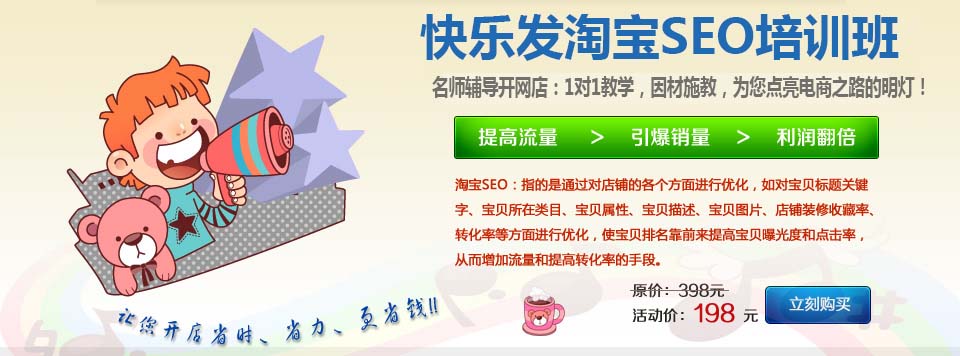 快乐发淘宝SEO培训班
名师辅导开网店：1对1教学，因材施教，为您点亮电商之路的明灯！
提高流量 > 引爆销量 > 利润翻倍
淘宝SEO：指的是通过对店铺的各个方面进行优化，如对宝贝标题关键
字、宝贝所在类目、宝贝属性、宝贝描述、宝贝图片、店铺装修收藏率、
转化率等方面进行优化，使宝贝排名靠前来提高宝贝曝光度和点击率，
从而增加流量和提高转化率的手段。
原价：398元
活动价：198 元
立刻购买
让您开店省时、省力、更省钱!!